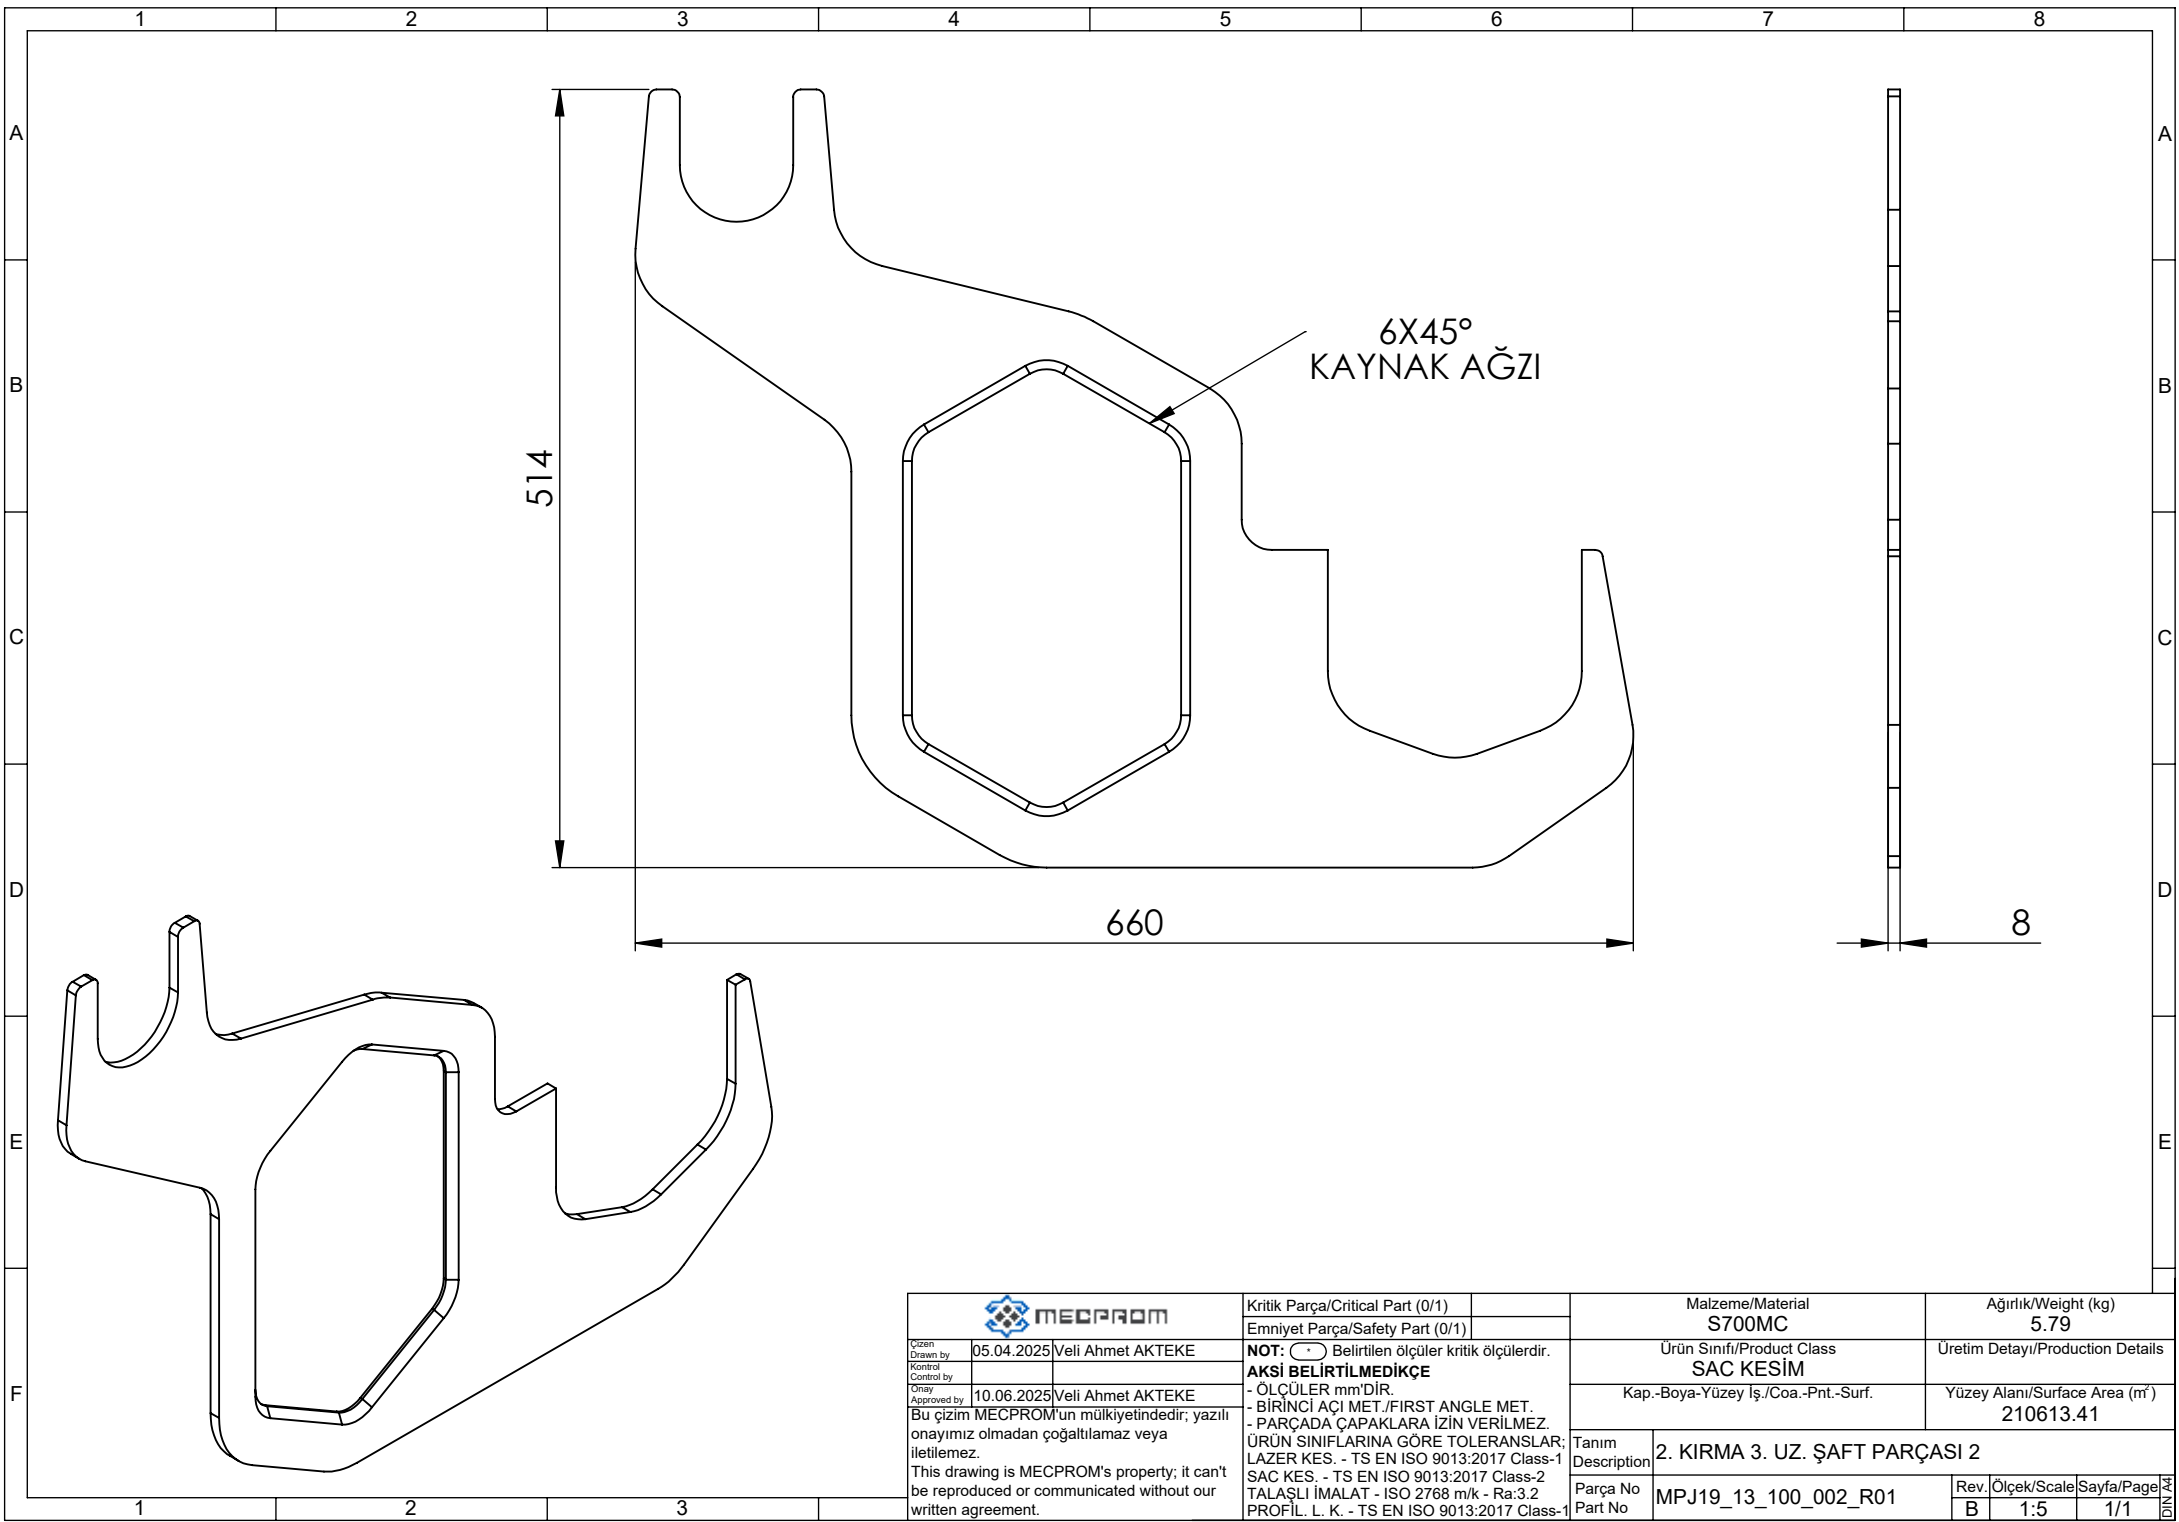 1 2 3 4 5 6 7 8
A A
B B
C C
D D
E E
F
1 2 3
514
660
8
6X45°
KAYNAK AĞZI
MECPROM
Çizen
Drawn by
05.04.2025 Veli Ahmet AKTEKE
Kontrol
Control by
Onay
Approved by
10.06.2025 Veli Ahmet AKTEKE
Bu çizim MECPROM'un mülkiyetindedir; yazılı
onayımız olmadan çoğaltılamaz veya
iletilemez.
This drawing is MECPROM's property; it can't
be reproduced or communicated without our
written agreement.
Kritik Parça/Critical Part (0/1)
Emniyet Parça/Safety Part (0/1)
NOT: * Belirtilen ölçüler kritik ölçülerdir.
AKSİ BELİRTİLMEDİKÇE
- ÖLÇÜLER mm'DİR.
- BİRİNCİ AÇI MET./FIRST ANGLE MET.
- PARÇADA ÇAPAKLARA İZİN VERİLMEZ.
ÜRÜN SINIFLARINA GÖRE TOLERANSLAR;
LAZER KES. - TS EN ISO 9013:2017 Class-1
SAC KES. - TS EN ISO 9013:2017 Class-2
TALAŞLI İMALAT - ISO 2768 m/k - Ra:3.2
PROFİL. L. K. - TS EN ISO 9013:2017 Class-1
Malzeme/Material
S700MC
Ağırlık/Weight (kg)
5.79
Ürün Sınıfı/Product Class
SAC KESİM
Üretim Detayı/Production Details
Kap.-Boya-Yüzey İş./Coa.-Pnt.-Surf.
Yüzey Alanı/Surface Area (m²)
210613.41
Tanım
Description
2. KIRMA 3. UZ. ŞAFT PARÇASI 2
Parça No
Part No
MPJ19_13_100_002_R01
Rev. Ölçek/Scale Sayfa/Page
B 1:5 1/1
DIN A4